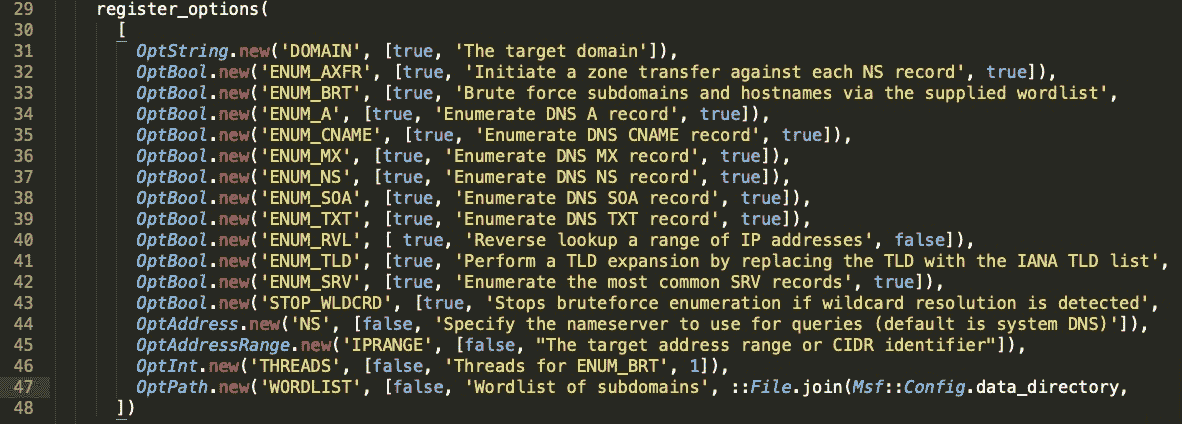 29 register_options(
30 [
31 OptString.new('DOMAIN', [true, 'The target domain']),
32 OptBool.new('ENUM_AXFR', [true, 'Initiate a zone transfer against each NS record', true]),
33 OptBool.new('ENUM_BRT', [true, 'Brute force subdomains and hostnames via the supplied wordlist',
34 OptBool.new('ENUM_A', [true, 'Enumerate DNS A record', true]),
35 OptBool.new('ENUM_CNAME', [true, 'Enumerate DNS CNAME record', true]),
36 OptBool.new('ENUM_MX', [true, 'Enumerate DNS MX record', true]),
37 OptBool.new('ENUM_NS', [true, 'Enumerate DNS NS record', true]),
38 OptBool.new('ENUM_SOA', [true, 'Enumerate DNS SOA record', true]),
39 OptBool.new('ENUM_TXT', [true, 'Enumerate DNS TXT record', true]),
40 OptBool.new('ENUM_RVL', [ true, 'Reverse lookup a range of IP addresses', false]),
41 OptBool.new('ENUM_TLD', [true, 'Perform a TLD expansion by replacing the TLD with the IANA TLD list',
42 OptBool.new('ENUM_SRV', [true, 'Enumerate the most common SRV records', true]),
43 OptBool.new('STOP_WLDCRD', [true, 'Stops bruteforce enumeration if wildcard resolution is detected',
44 OptAddress.new('NS', [false, 'Specify the nameserver to use for queries (default is system DNS)']),
45 OptAddressRange.new('IPRANGE', [false, "The target address range or CIDR identifier"]),
46 OptInt.new('THREADS', [false, 'Threads for ENUM_BRT', 1]),
47 OptPath.new('WORDLIST', [false, 'Wordlist of subdomains', ::File.join(Msf::Config.data_directory,
48 ])